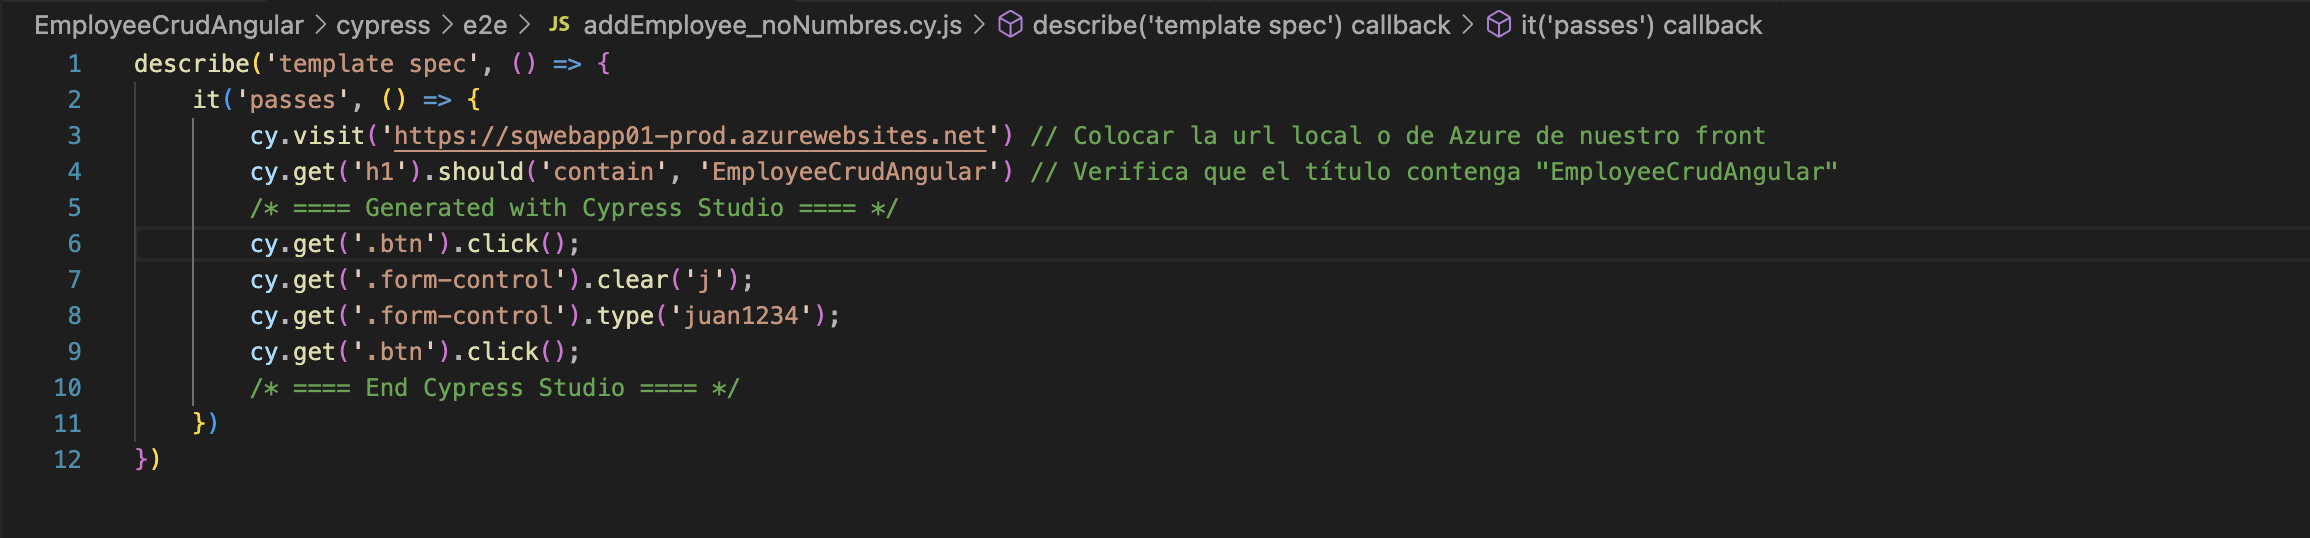 EmployeeCrudAngular > cypress > e2e > JS addEmployee_noNumbres.cy.js > describe('template spec') callback > it('passes') callback
1 describe('template spec', () => {
2     it('passes', () => {
3         cy.visit('https://sqwebapp01-prod.azurewebsites.net') // Colocar la url local o de Azure de nuestro front
4         cy.get('h1').should('contain', 'EmployeeCrudAngular') // Verifica que el título contenga "EmployeeCrudAngular"
5         /* ==== Generated with Cypress Studio ==== */
6         cy.get('.btn').click();
7         cy.get('.form-control').clear('j');
8         cy.get('.form-control').type('juan1234');
9         cy.get('.btn').click();
10         /* ==== End Cypress Studio ==== */
11     })
12 })